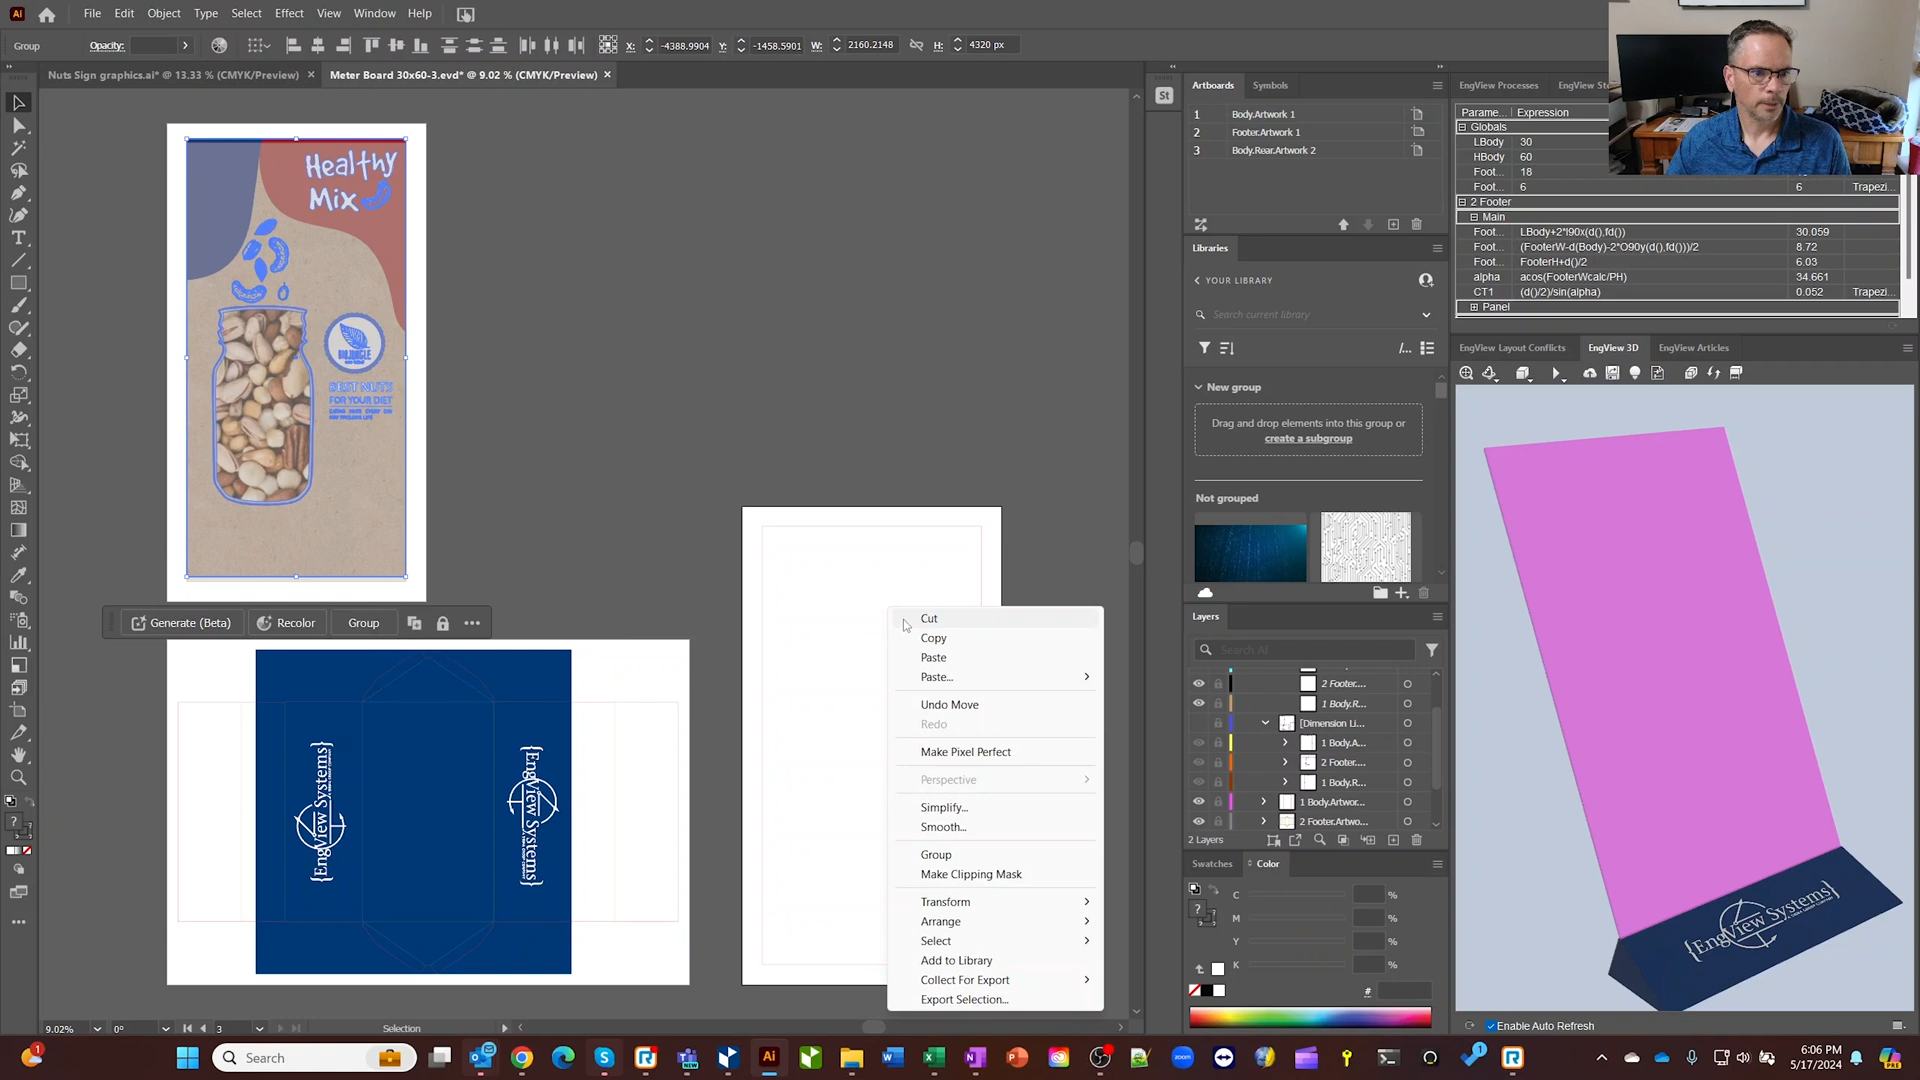 File Edit Object Type Select Effect View Window Help
Group Opacity: X: -4388.9904 Y: -1458.5901 W: 2160.2148 H: 4320 px
Nuts Sign graphics.ai* @ 13.33 % (CMYK/Preview) × Meter Board 30x60-3.evd* @ 9.02 % (CMYK/Preview) ×
Healthy
Mix
BEST NUTS
FOR YOUR DIET
Generate (Beta) Recolor Group
{EngView Systems}
{EngView Systems}
Cut
Copy
Paste
Paste...
Undo Move
Redo
Make Pixel Perfect
Perspective
Simplify...
Smooth...
Group
Make Clipping Mask
Transform
Arrange
Select
Add to Library
Collect For Export
Export Selection...
Artboards Symbols
1 Body.Artwork 1
2 Footer.Artwork 1
3 Body.Rear.Artwork 2
Libraries
YOUR LIBRARY
Search current library
New group
Drag and drop elements into this group or
create a subgroup
Not grouped
Layers
Search All
2 Footer....
1 Body.R...
[Dimension Li...
1 Body.A...
2 Footer....
1 Body.R...
1 Body.Artwor...
2 Footer.Artwo...
2 Layers
Swatches Color
C %
M %
Y %
K %
#
EngView Processes EngView St
Parame... Expression
Globals
LBody 30
HBody 60
Foot... 18
Foot... 6 6 Trapezi...
2 Footer
Main
Foot... LBody+2*I90x(d(),fd()) 30.059
Foot... (FooterW-d(Body)-2*O90y(d(),fd()))/2 8.72
Foot... FooterH+d()/2 6.03
alpha acos(FooterWcalc/PH) 34.661
CT1 (d()/2)/sin(alpha) 0.052 Trapezi...
Panel
EngView Layout Conflicts EngView 3D EngView Articles
{EngView Systems}
Enable Auto Refresh
9.02% 0° 3 Selection
Search
6:06 PM
5/17/2024